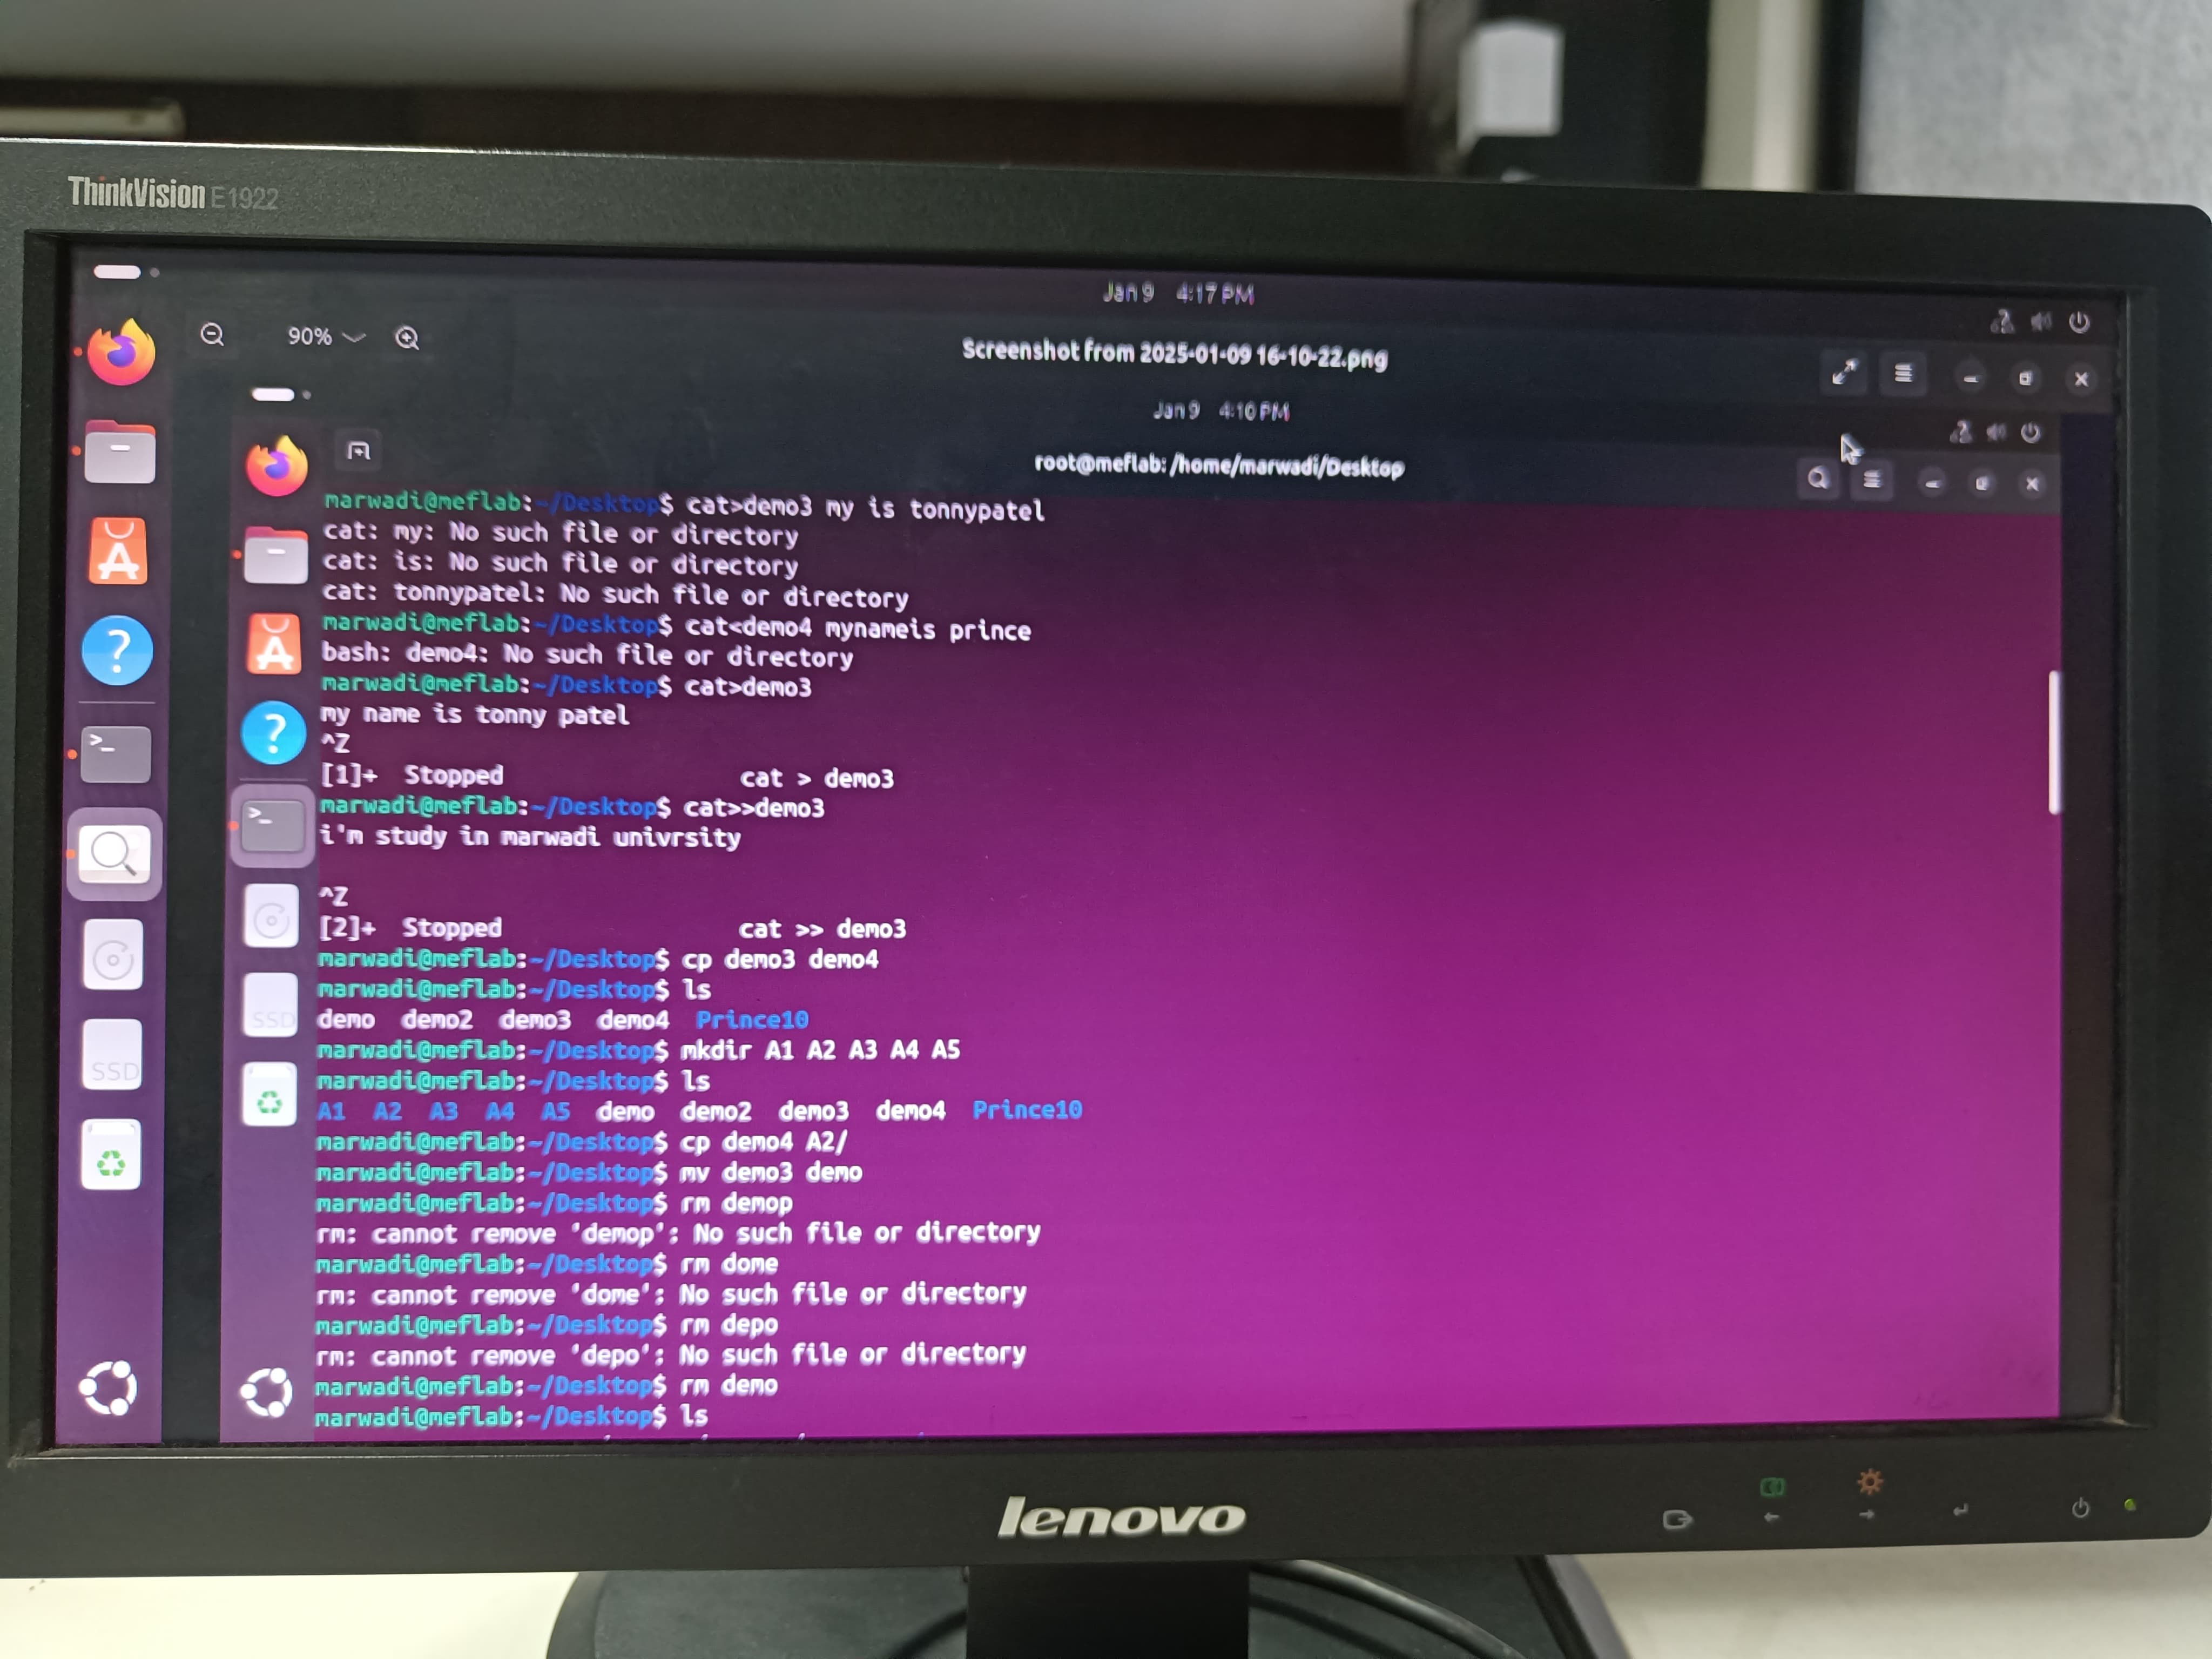 ThinkVision E1922
Jan 9 4:17 PM
90%
Screenshot from 2025-01-09 16-10-22.png
Jan 9 4:10 PM
root@meflab: /home/marwadi/Desktop
marwadi@meflab:~/Desktop$ cat>demo3 my is tonnypatel
cat: my: No such file or directory
cat: is: No such file or directory
cat: tonnypatel: No such file or directory
marwadi@meflab:~/Desktop$ cat<demo4 mynameis prince
bash: demo4: No such file or directory
marwadi@meflab:~/Desktop$ cat>demo3
my name is tonny patel
^Z
[1]+  Stopped                 cat > demo3
marwadi@meflab:~/Desktop$ cat>>demo3
i'm study in marwadi univrsity
^Z
[2]+  Stopped                 cat >> demo3
marwadi@meflab:~/Desktop$ cp demo3 demo4
marwadi@meflab:~/Desktop$ ls
demo  demo2  demo3  demo4  Prince10
marwadi@meflab:~/Desktop$ mkdir A1 A2 A3 A4 A5
marwadi@meflab:~/Desktop$ ls
A1  A2  A3  A4  A5  demo  demo2  demo3  demo4  Prince10
marwadi@meflab:~/Desktop$ cp demo4 A2/
marwadi@meflab:~/Desktop$ mv demo3 demo
marwadi@meflab:~/Desktop$ rm demop
rm: cannot remove 'demop': No such file or directory
marwadi@meflab:~/Desktop$ rm dome
rm: cannot remove 'dome': No such file or directory
marwadi@meflab:~/Desktop$ rm depo
rm: cannot remove 'depo': No such file or directory
marwadi@meflab:~/Desktop$ rm demo
marwadi@meflab:~/Desktop$ ls
SSD
SSD
lenovo